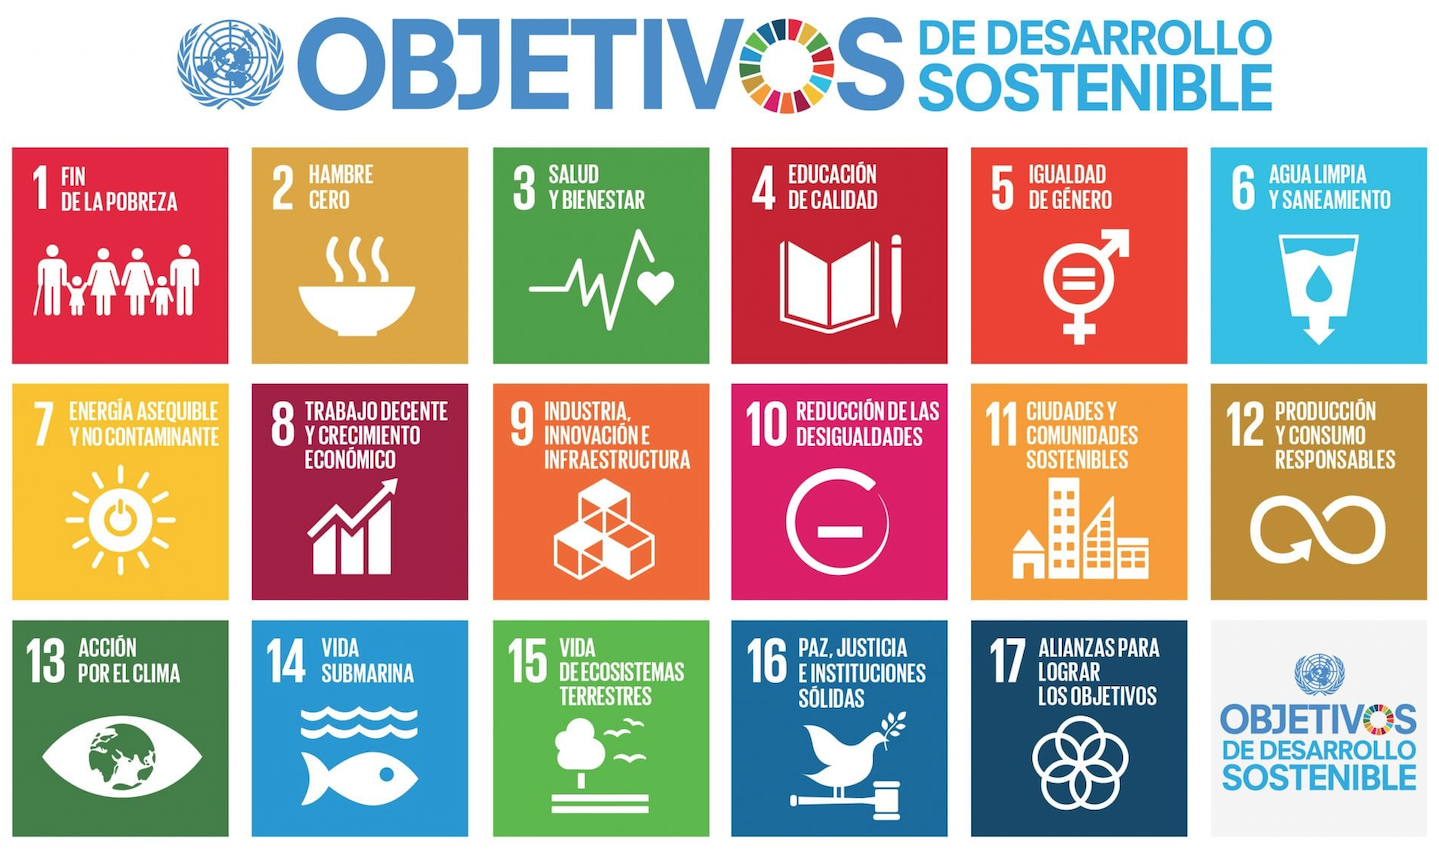 OBJETIVOS
DE DESARROLLO
SOSTENIBLE
1 FIN
DE LA POBREZA
2 HAMBRE
CERO
3 SALUD
Y BIENESTAR
4 EDUCACIÓN
DE CALIDAD
5 IGUALDAD
DE GÉNERO
6 AGUA LIMPIA
Y SANEAMIENTO
7 ENERGÍA ASEQUIBLE
Y NO CONTAMINANTE
8 TRABAJO DECENTE
Y CRECIMIENTO
ECONÓMICO
9 INDUSTRIA,
INNOVACIÓN E
INFRAESTRUCTURA
10 REDUCCIÓN DE LAS
DESIGUALDADES
11 CIUDADES Y
COMUNIDADES
SOSTENIBLES
12 PRODUCCIÓN
Y CONSUMO
RESPONSABLES
13 ACCIÓN
POR EL CLIMA
14 VIDA
SUBMARINA
15 VIDA
DE ECOSISTEMAS
TERRESTRES
16 PAZ, JUSTICIA
E INSTITUCIONES
SÓLIDAS
17 ALIANZAS PARA
LOGRAR
LOS OBJETIVOS
OBJETIVOS
DE DESARROLLO
SOSTENIBLE